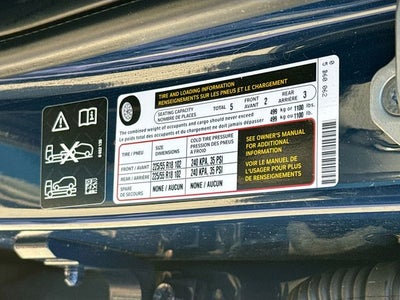 TIRE AND LOADING INFORMATION
RENSEIGNEMENTS SUR LES PNEUS ET LE CHARGEMENT
SEATING CAPACITY
NOMBRE DE PLACES
TOTAL 5
FRONT
AVANT 2
REAR
ARRIÈRE 3
The combined weight of occupants and cargo should never exceed 499 kg or 1100 lbs.
Le poids total des occupants et du chargement ne doit jamais dépasser 499 kg ou 1100 lb.
TIRE / PNEU
SIZE
DIMENSIONS
COLD TIRE PRESSURE
PRESSION DES PNEUS
À FROID
FRONT / AVANT 225/55 R18 102 240 KPA, 35 PSI
REAR / ARRIÈRE 225/55 R18 102 240 KPA, 35 PSI
SPARE
DE SECOURS
NONE / AUCUN NONE / AUCUN
SEE OWNER'S MANUAL
FOR ADDITIONAL
INFORMATION
VOIR LE MANUEL DE
L'USAGER POUR PLUS
DE RENSEIGNEMENTS